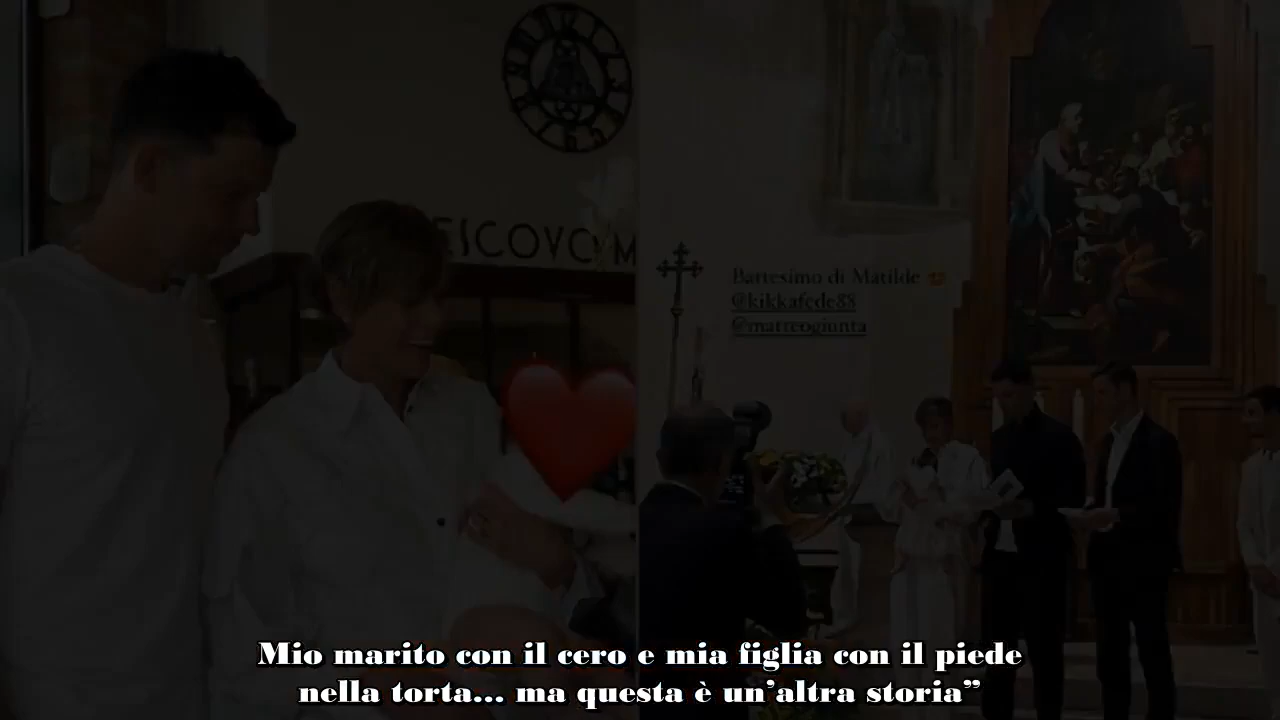 ESCOVO M
Battesimo di Matilde
@kikkafede88
@matteogiunta
Mio marito con il cero e mia figlia con il piede
nella torta... ma questa è un'altra storia”